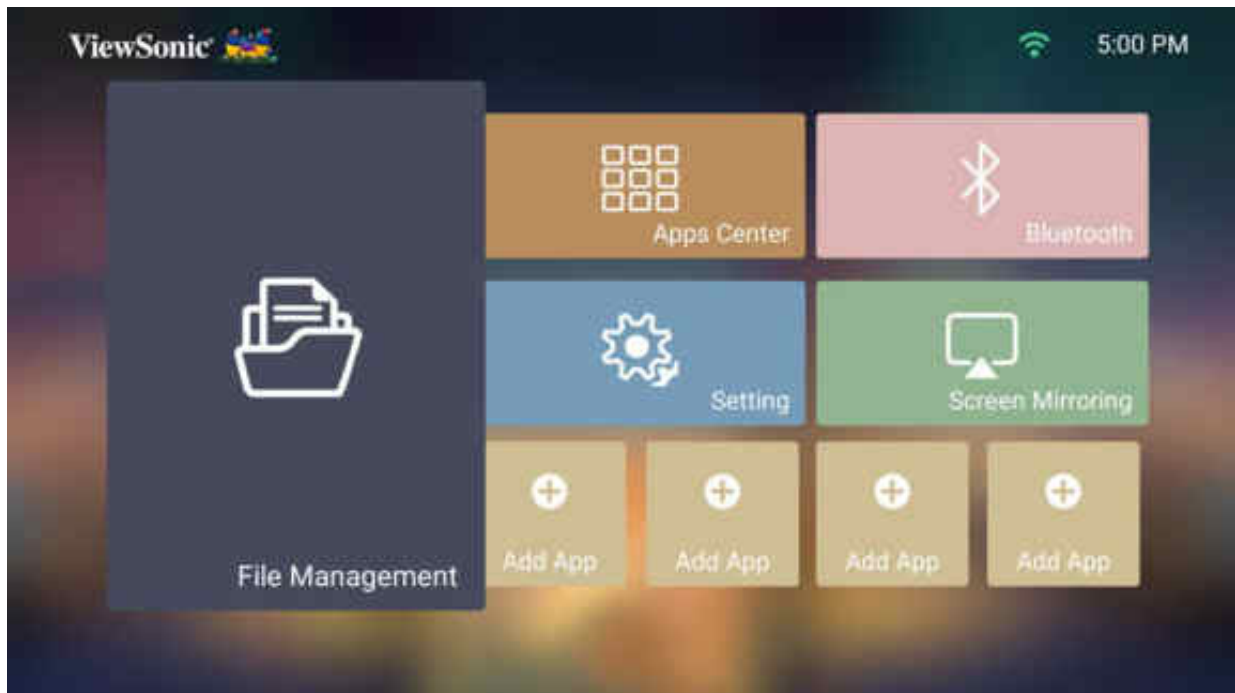 ViewSonic
5:00 PM
Apps Center
Bluetooth
Setting
Screen Mirroring
File Management
Add App
Add App
Add App
Add App